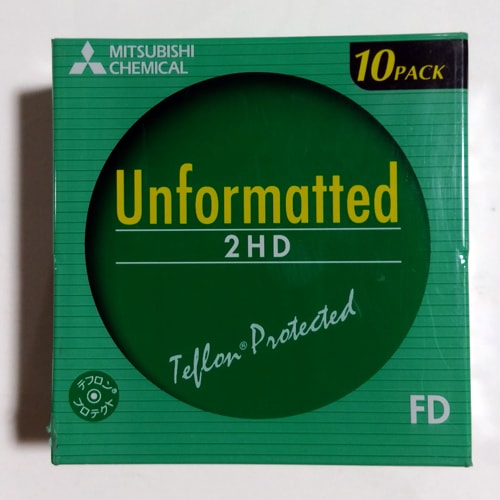 MITSUBISHI
CHEMICAL
10PACK
Unformatted
2HD
Teflon® Protected
テフロン®
プロテクト
FD